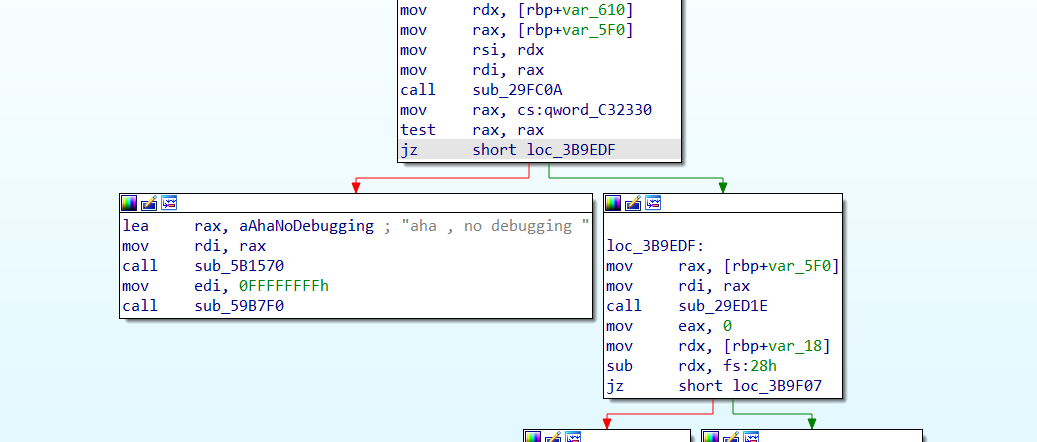 mov rdx, [rbp+var_610]
mov rax, [rbp+var_5F0]
mov rsi, rdx
mov rdi, rax
call sub_29FC0A
mov rax, cs:qword_C32330
test rax, rax
jz short loc_3B9EDF
lea rax, aAhaNoDebugging ; "aha , no debugging "
mov rdi, rax
call sub_5B1570
mov edi, 0FFFFFFFFh
call sub_59B7F0
loc_3B9EDF:
mov rax, [rbp+var_5F0]
mov rdi, rax
call sub_29ED1E
mov eax, 0
mov rdx, [rbp+var_18]
sub rdx, fs:28h
jz short loc_3B9F07